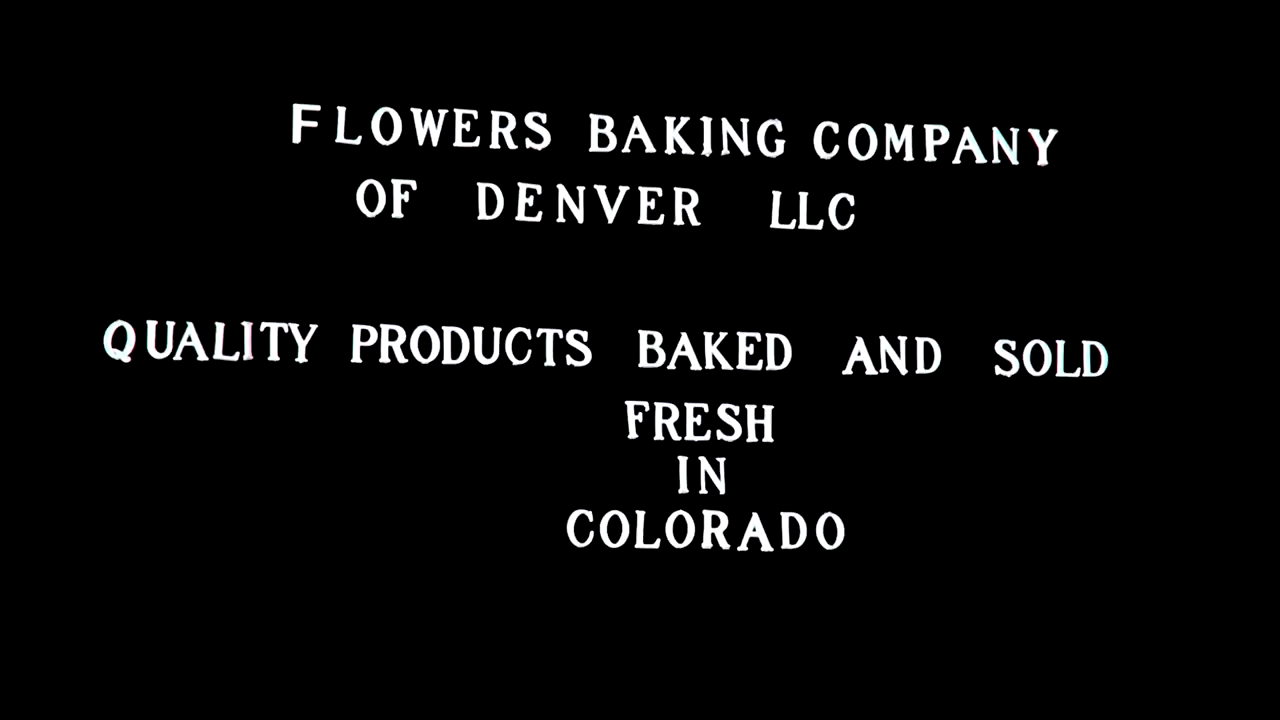 FLOWERS BAKING COMPANY
OF DENVER LLC
QUALITY PRODUCTS BAKED AND SOLD
FRESH
IN
COLORADO